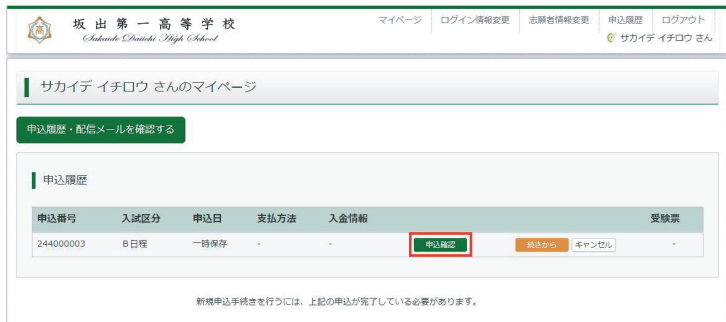 坂出第一高等学校
Sakaide Daiichi High School
マイページ ログイン情報変更 志願者情報変更 申込履歴 ログアウト
サカイデ イチロウ さん
サカイデ イチロウ さんのマイページ
申込履歴・配信メールを確認する
申込履歴
申込番号 入試区分 申込日 支払方法 入金情報 受験票
244000003 B日程 一時保存 - - 申込確認 続きから キャンセル -
新規申込手続きを行うには、上記の申込が完了している必要があります。